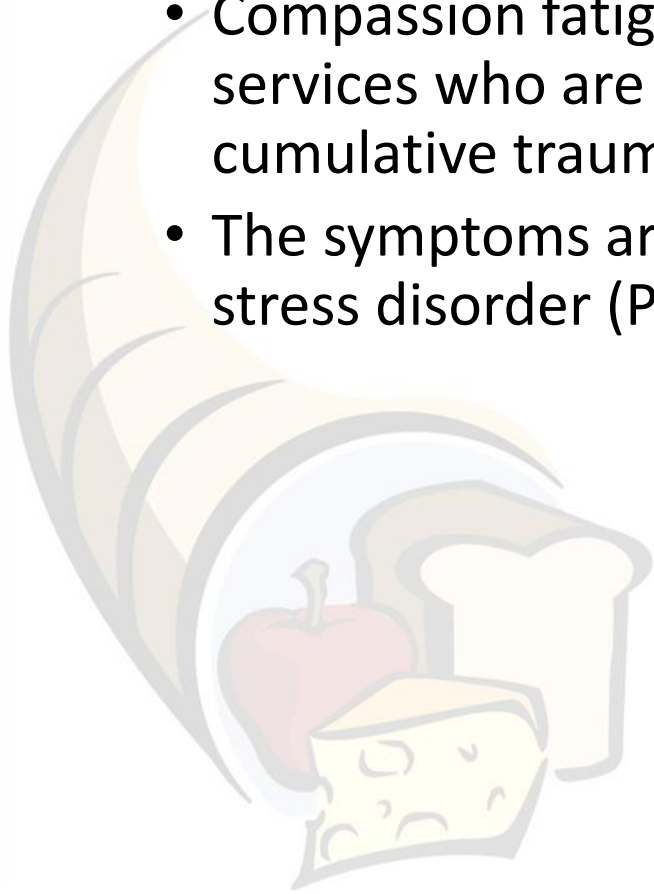 • Compassion fatig
services who are
cumulative traum
• The symptoms ar
stress disorder (P